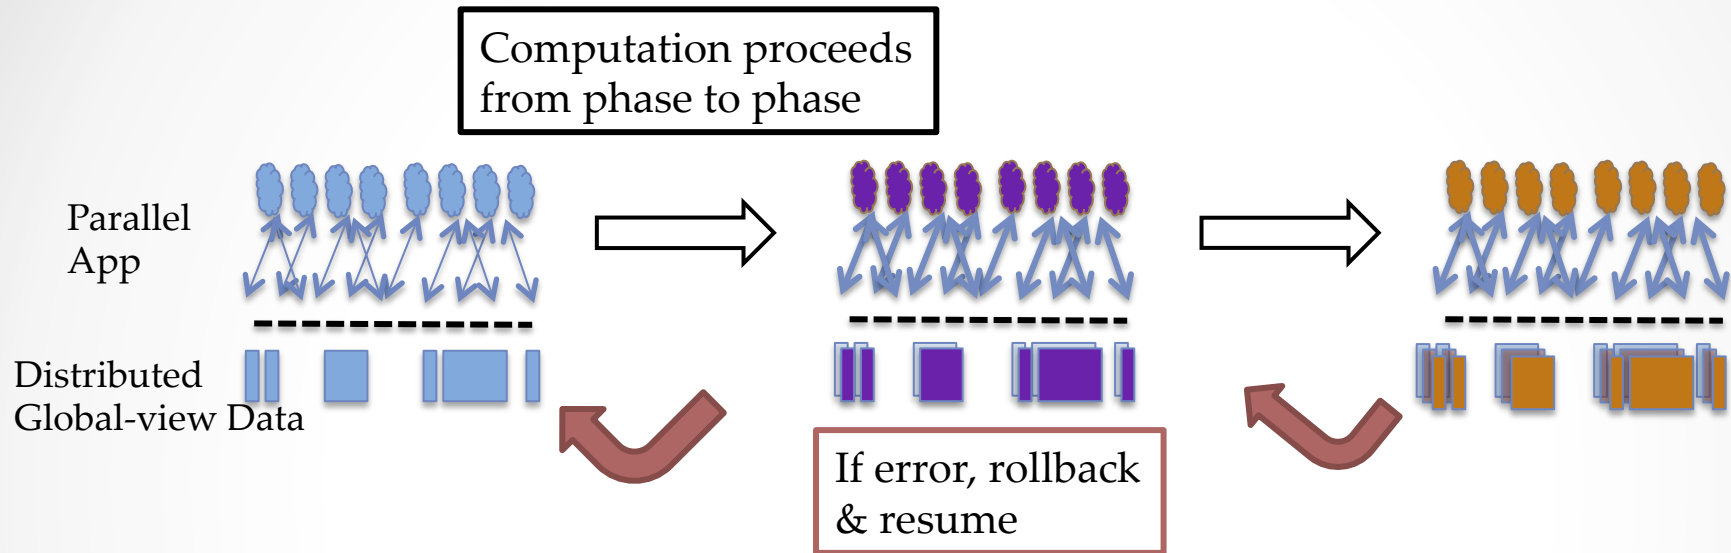 Computation proceeds
from phase to phase
Parallel
App
Distributed
Global-view Data
If error, rollback
& resume